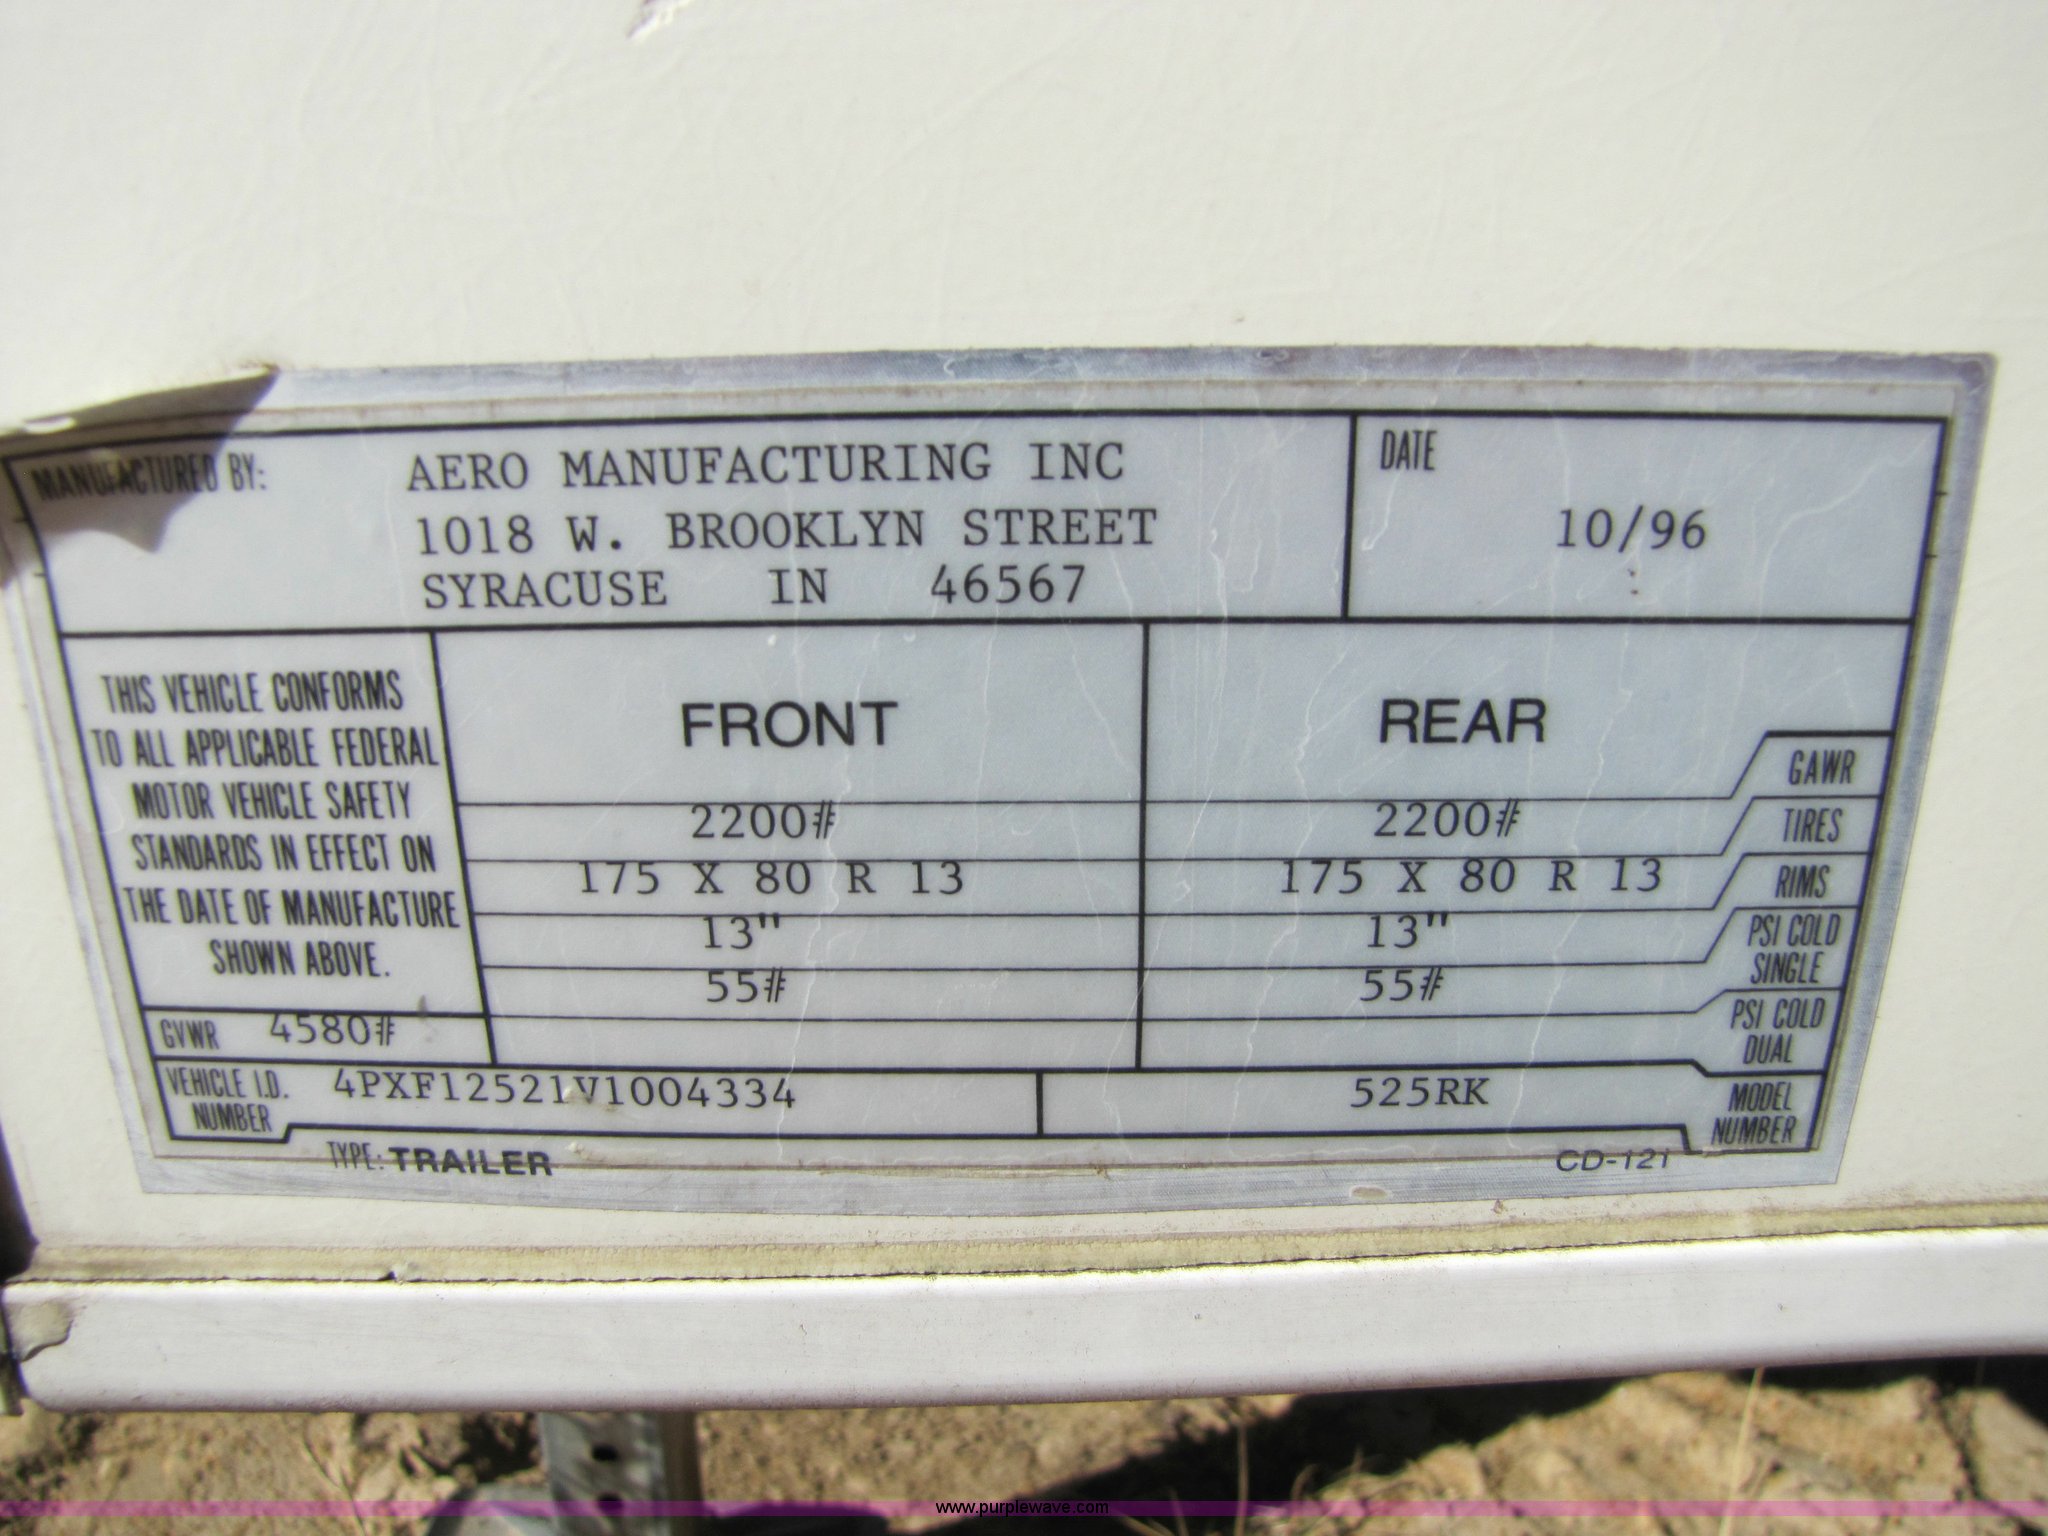 MANUFACTURED BY: AERO MANUFACTURING INC
1018 W. BROOKLYN STREET
SYRACUSE IN 46567
DATE
10/96
THIS VEHICLE CONFORMS
TO ALL APPLICABLE FEDERAL
MOTOR VEHICLE SAFETY
STANDARDS IN EFFECT ON
THE DATE OF MANUFACTURE
SHOWN ABOVE.
FRONT REAR
GAWR
2200# 2200# TIRES
175 X 80 R 13 175 X 80 R 13 RIMS
13" 13" PSI COLD
SINGLE
55# 55#
PSI COLD
DUAL
GVWR 4580#
VEHICLE I.D.
NUMBER
4PXF12521V1004334
525RK
MODEL
NUMBER
TYPE: TRAILER
CD-121
www.purplewave.com